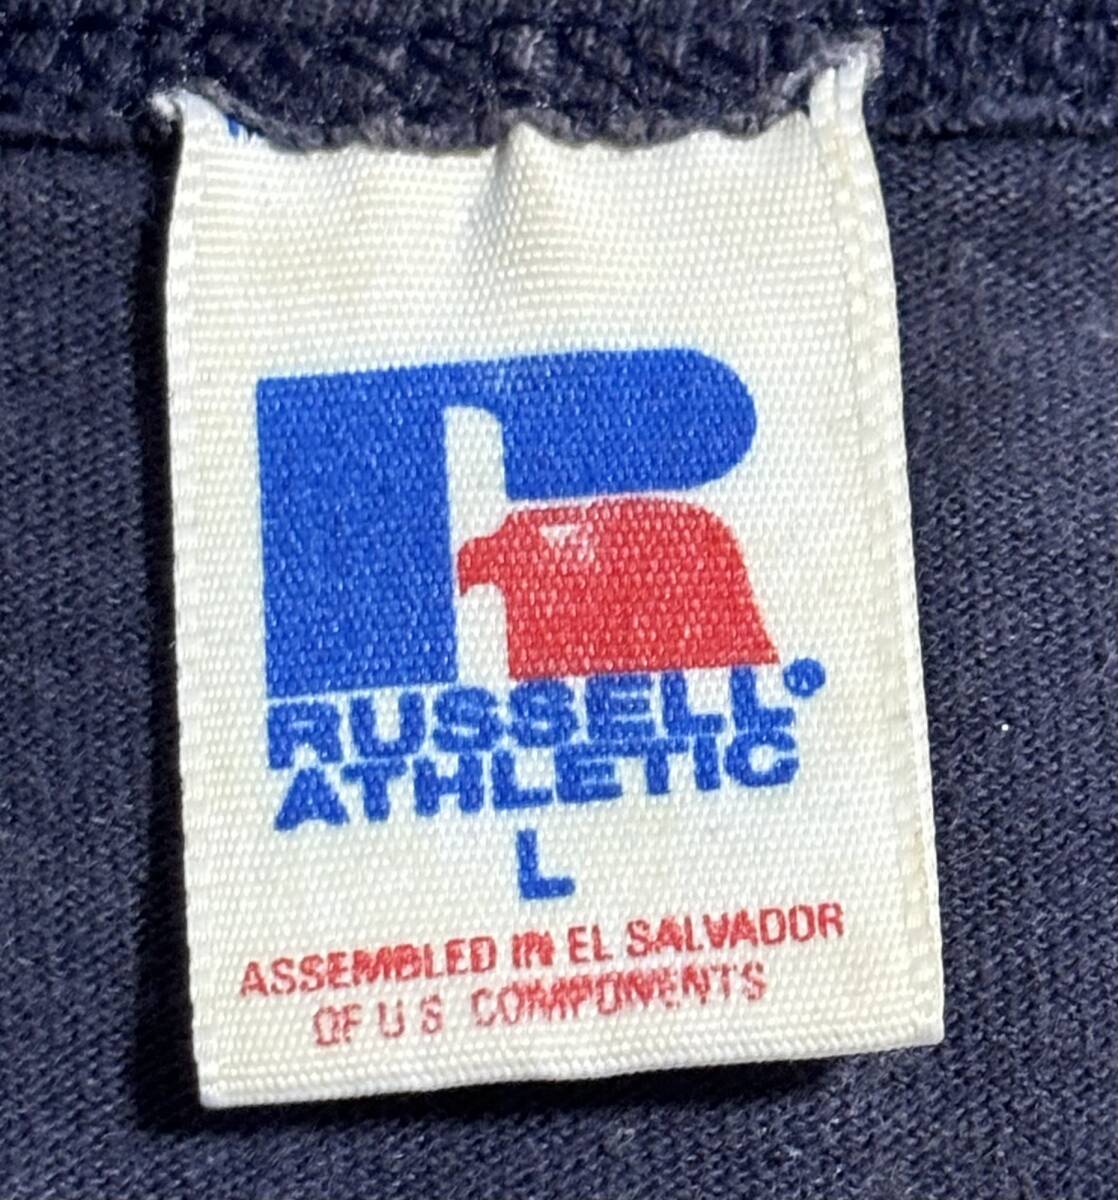 RUSSELL®
ATHLETIC
L
ASSEMBLED IN EL SALVADOR
OF U S COMPONENTS